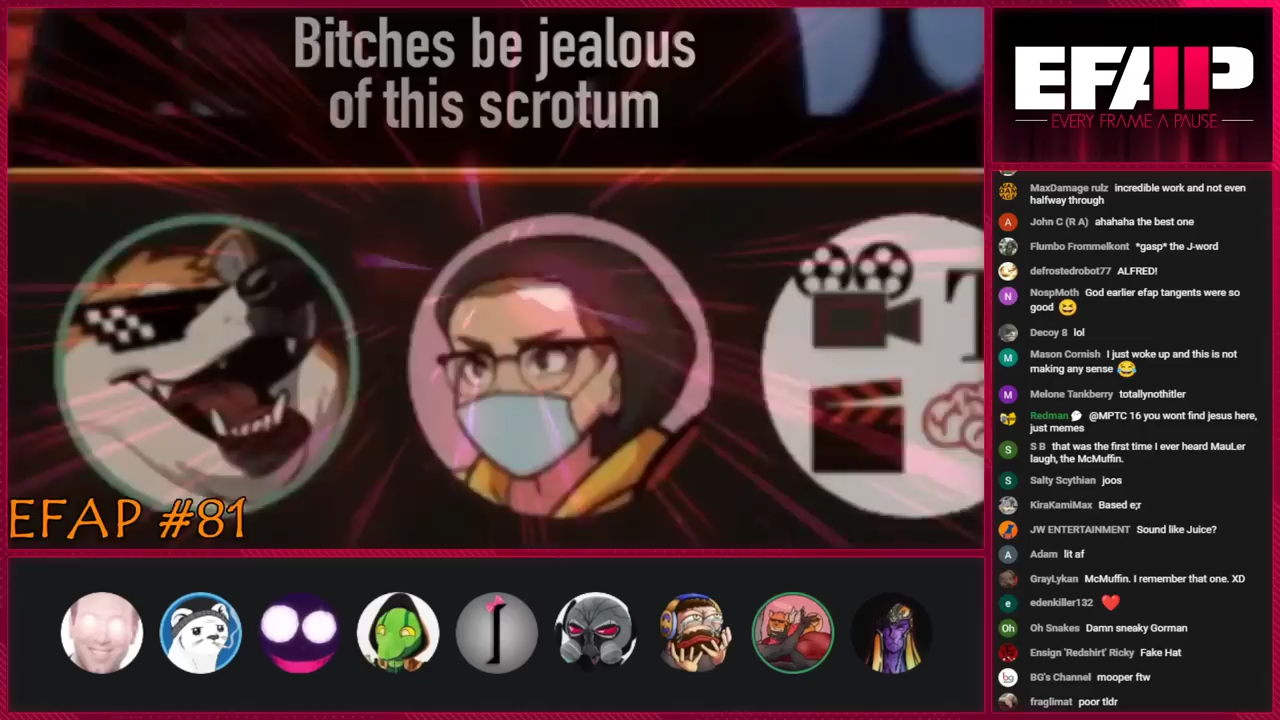 Bitches be jealous
of this scrotum
T
EFAP #81
EFAP
EVERY FRAME A PAUSE
MaxDamage rulz incredible work and not even
halfway through
A John C (R A) ahahaha the best one
Flumbo Frommelkont *gasp* the J-word
defrostedrobot77 ALFRED!
N NospMoth God earlier efap tangents were so
good 😆
Decoy 8 lol
M Mason Cornish I just woke up and this is not
making any sense 😂
M Melone Tankberry totallynothitler
Redman @MPTC 16 you wont find jesus here,
just memes
S S B that was the first time I ever heard MauLer
laugh, the McMuffin.
S Salty Scythian joos
KiraKamiMax Based e;r
JW ENTERTAINMENT Sound like Juice?
A Adam lit af
GrayLykan McMuffin. I remember that one. XD
e edenkiller132 ❤️
Oh Oh Snakes Damn sneaky Gorman
Ensign 'Redshirt' Ricky Fake Hat
bg BG's Channel mooper ftw
fraglimat poor tldr